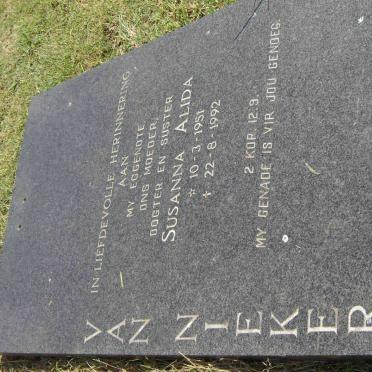 VAN NIEKER
IN LIEFDEVOLLE HERINNERING
AAN
MY EGGENOTE,
ONS MOEDER,
DOGTER EN SUSTER
SUSANNA ALIDA
* 10-3-1951
† 22-8-1992
2 KOR. 12:9.
MY GENADE IS VIR JOU GENOEG.